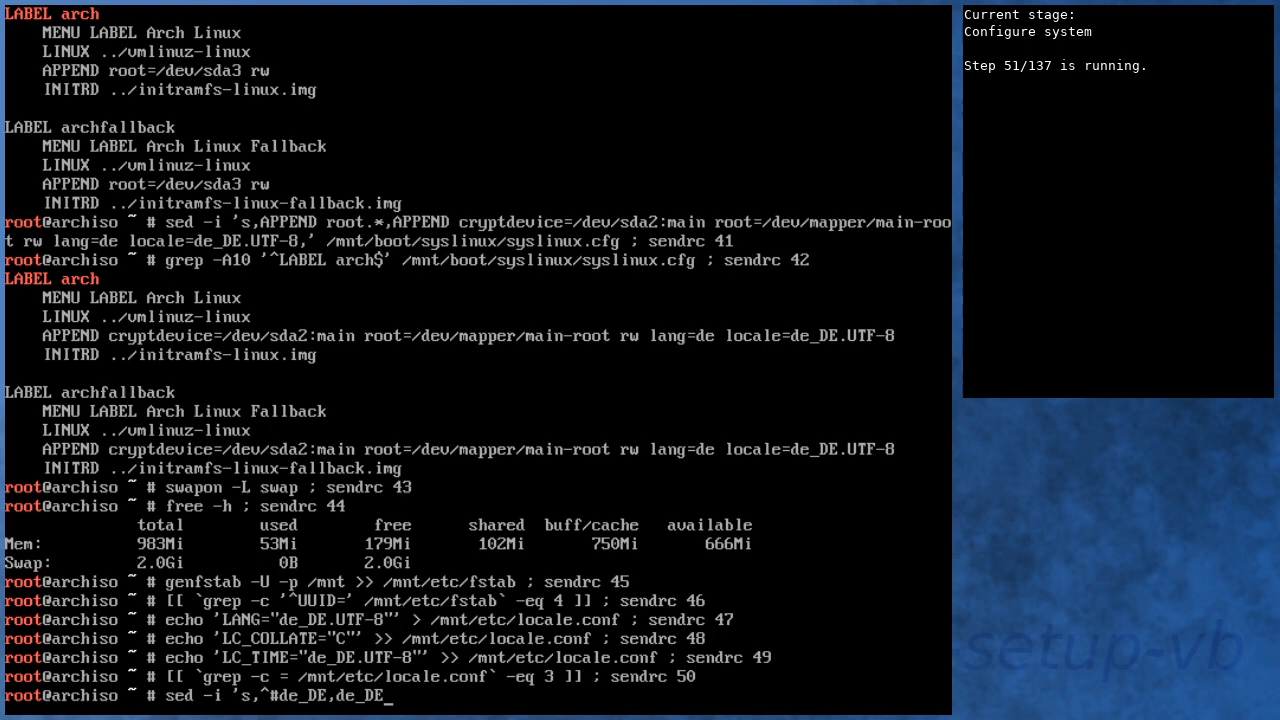 LABEL arch
MENU LABEL Arch Linux
LINUX ../vmlinuz-linux
APPEND root=/dev/sda3 rw
INITRD ../initramfs-linux.img
LABEL archfallback
MENU LABEL Arch Linux Fallback
LINUX ../vmlinuz-linux
APPEND root=/dev/sda3 rw
INITRD ../initramfs-linux-fallback.img
root@archiso ~ # sed -i 's,APPEND root.*,APPEND cryptdevice=/dev/sda2:main root=/dev/mapper/main-roo
t rw lang=de locale=de_DE.UTF-8,' /mnt/boot/syslinux/syslinux.cfg ; sendrc 41
root@archiso ~ # grep -A10 '^LABEL arch$' /mnt/boot/syslinux/syslinux.cfg ; sendrc 42
LABEL arch
MENU LABEL Arch Linux
LINUX ../vmlinuz-linux
APPEND cryptdevice=/dev/sda2:main root=/dev/mapper/main-root rw lang=de locale=de_DE.UTF-8
INITRD ../initramfs-linux.img
LABEL archfallback
MENU LABEL Arch Linux Fallback
LINUX ../vmlinuz-linux
APPEND cryptdevice=/dev/sda2:main root=/dev/mapper/main-root rw lang=de locale=de_DE.UTF-8
INITRD ../initramfs-linux-fallback.img
root@archiso ~ # swapon -L swap ; sendrc 43
root@archiso ~ # free -h ; sendrc 44
total used free shared buff/cache available
Mem: 983Mi 53Mi 179Mi 102Mi 750Mi 666Mi
Swap: 2.0Gi 0B 2.0Gi
root@archiso ~ # genfstab -U -p /mnt >> /mnt/etc/fstab ; sendrc 45
root@archiso ~ # [[ `grep -c '^UUID=' /mnt/etc/fstab` -eq 4 ]] ; sendrc 46
root@archiso ~ # echo 'LANG="de_DE.UTF-8"' > /mnt/etc/locale.conf ; sendrc 47
root@archiso ~ # echo 'LC_COLLATE="C"' >> /mnt/etc/locale.conf ; sendrc 48
root@archiso ~ # echo 'LC_TIME="de_DE.UTF-8"' >> /mnt/etc/locale.conf ; sendrc 49
root@archiso ~ # [[ `grep -c = /mnt/etc/locale.conf` -eq 3 ]] ; sendrc 50
root@archiso ~ # sed -i 's,^#de_DE,de_DE_
Current stage:
Configure system
Step 51/137 is running.
-setup-vb